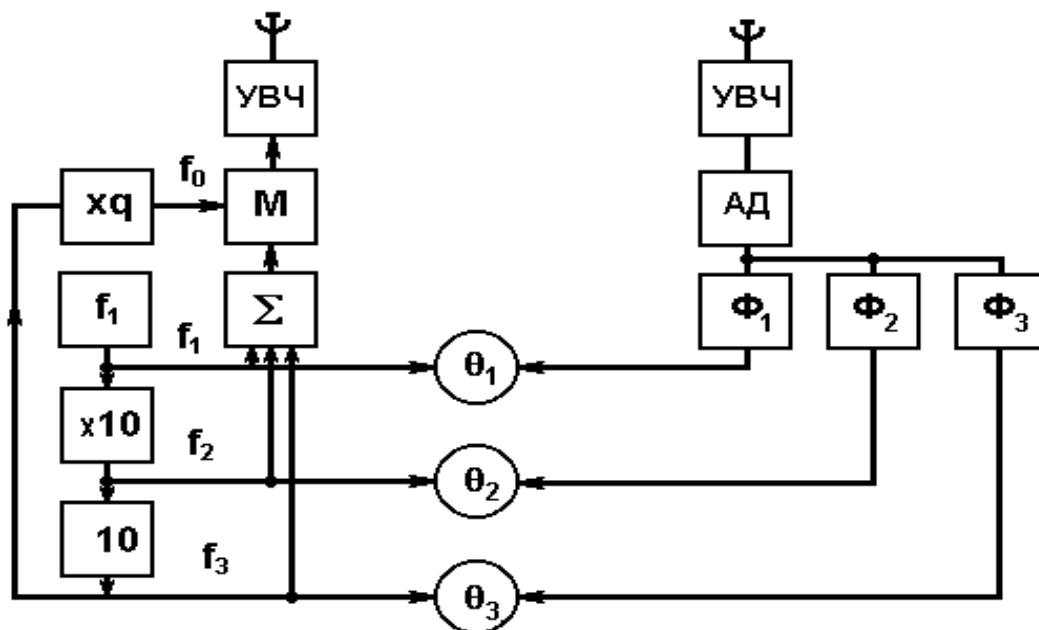 УВЧ УВЧ
f₀
xq М АД
f₁ Σ Ф₁ Ф₂ Ф₃
f₁
θ₁
x10
f₂
θ₂
10
f₃
θ₃